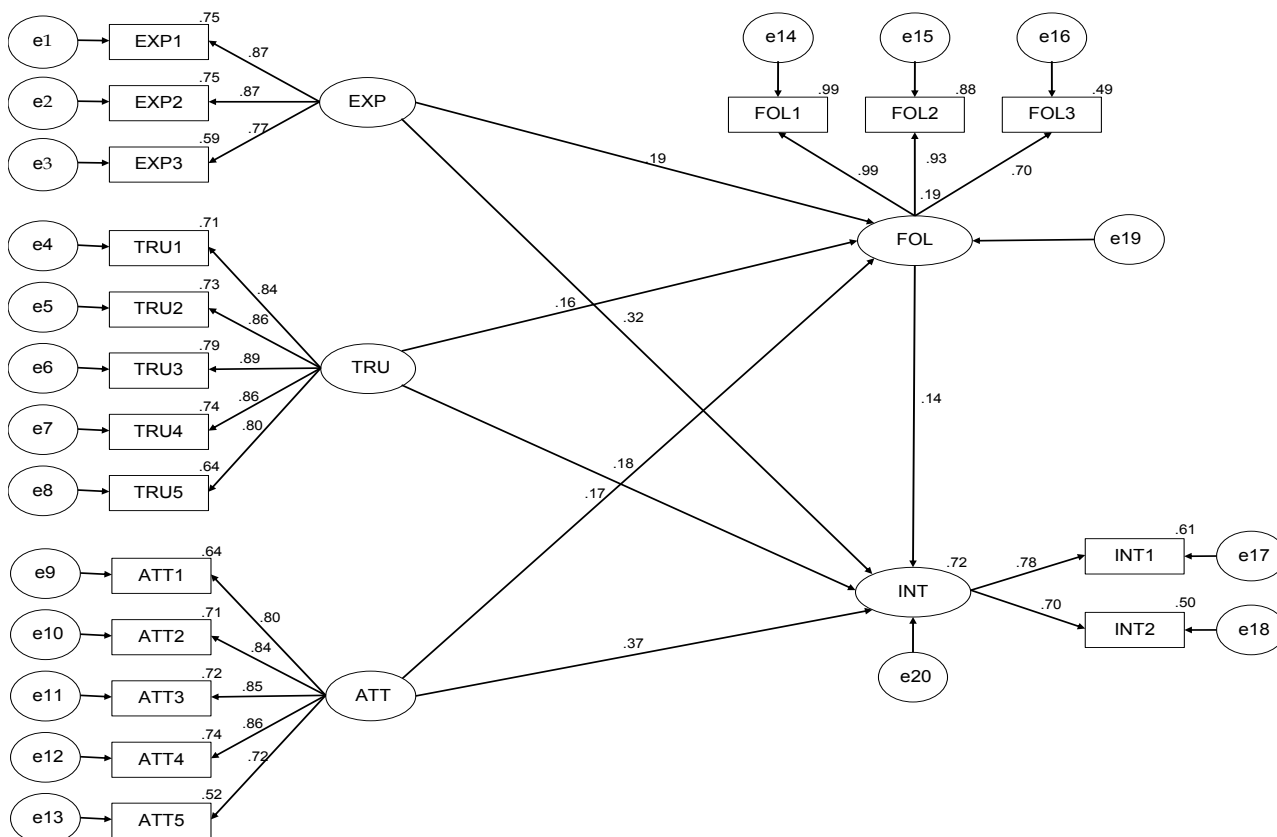 e1 EXP1 .75
.87
e2 EXP2 .75
.87
e3 EXP3 .59
.77
EXP
e4 TRU1 .71
.84
e5 TRU2 .73
.86
e6 TRU3 .79
.89
e7 TRU4 .74
.86
e8 TRU5 .64
.80
TRU
e9 ATT1 .64
.80
e10 ATT2 .71
.84
e11 ATT3 .72
.85
e12 ATT4 .74
.86
e13 ATT5 .52
.72
ATT
e14 e15 e16
FOL1 .99 FOL2 .88 FOL3 .49
.99 .93 .70
.19
FOL
e19
.19
.16
.32
.14
.18
.17
.37
.72
INT
e20
.78
INT1 .61 e17
.70
INT2 .50 e18